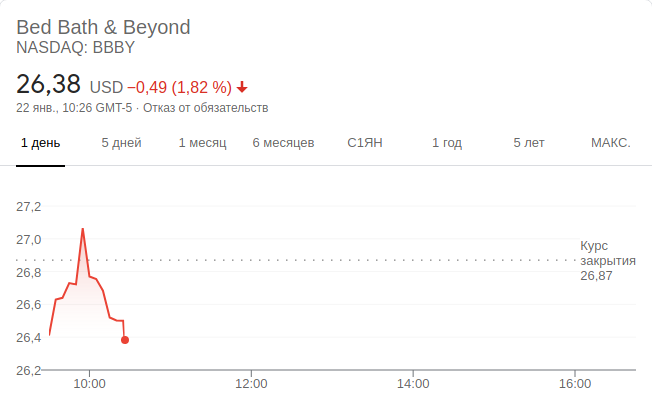 Bed Bath & Beyond
NASDAQ: BBBY
26,38 USD −0,49 (1,82 %)
22 янв., 10:26 GMT-5 · Отказ от обязательств
1 день 5 дней 1 месяц 6 месяцев С1ЯН 1 год 5 лет МАКС.
27,2
27,0
Курс
закрытия
26,87
26,8
26,6
26,4
26,2
10:00 12:00 14:00 16:00